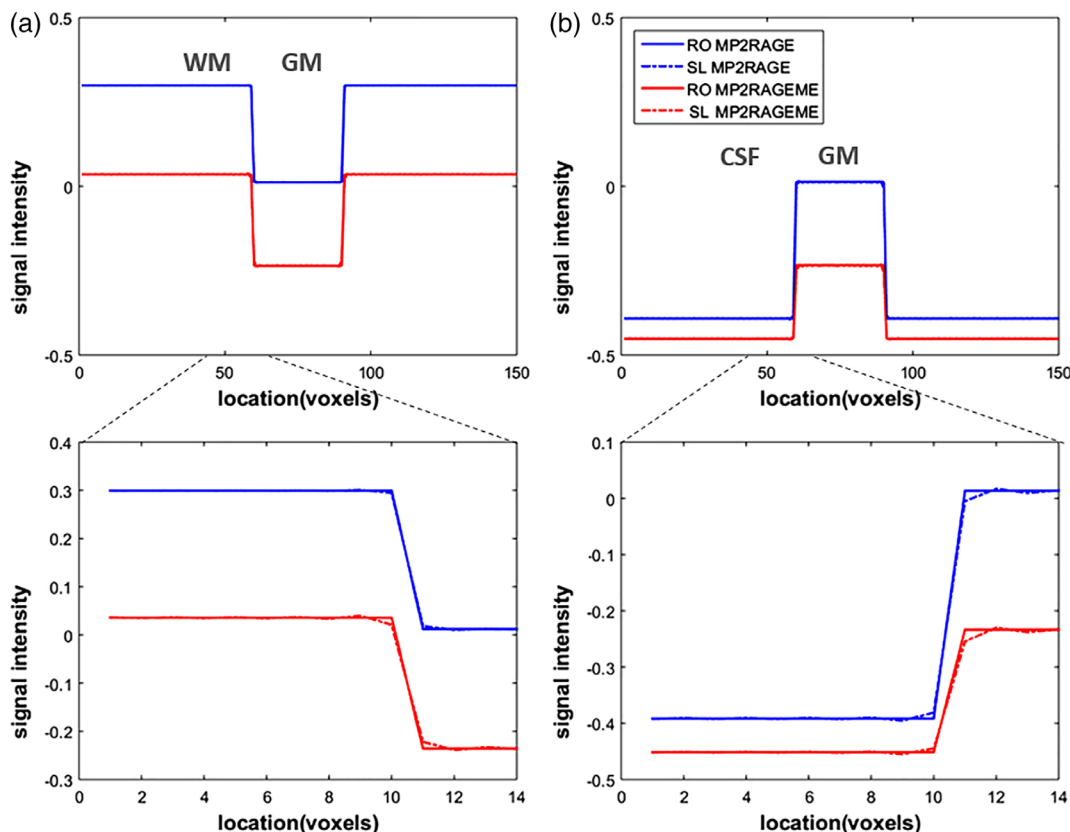 (a)
0.5
0
-0.5
signal intensity
WM GM
0 50 100 150
location(voxels)
(b)
0.5
0
-0.5
signal intensity
RO MP2RAGE
SL MP2RAGE
RO MP2RAGEME
SL MP2RAGEME
CSF GM
0 50 100 150
location(voxels)
0.4
0.3
0.2
0.1
0
-0.1
-0.2
-0.3
signal intensity
0 2 4 6 8 10 12 14
location(voxels)
0.1
0
-0.1
-0.2
-0.3
-0.4
-0.5
signal intensity
0 2 4 6 8 10 12 14
location(voxels)